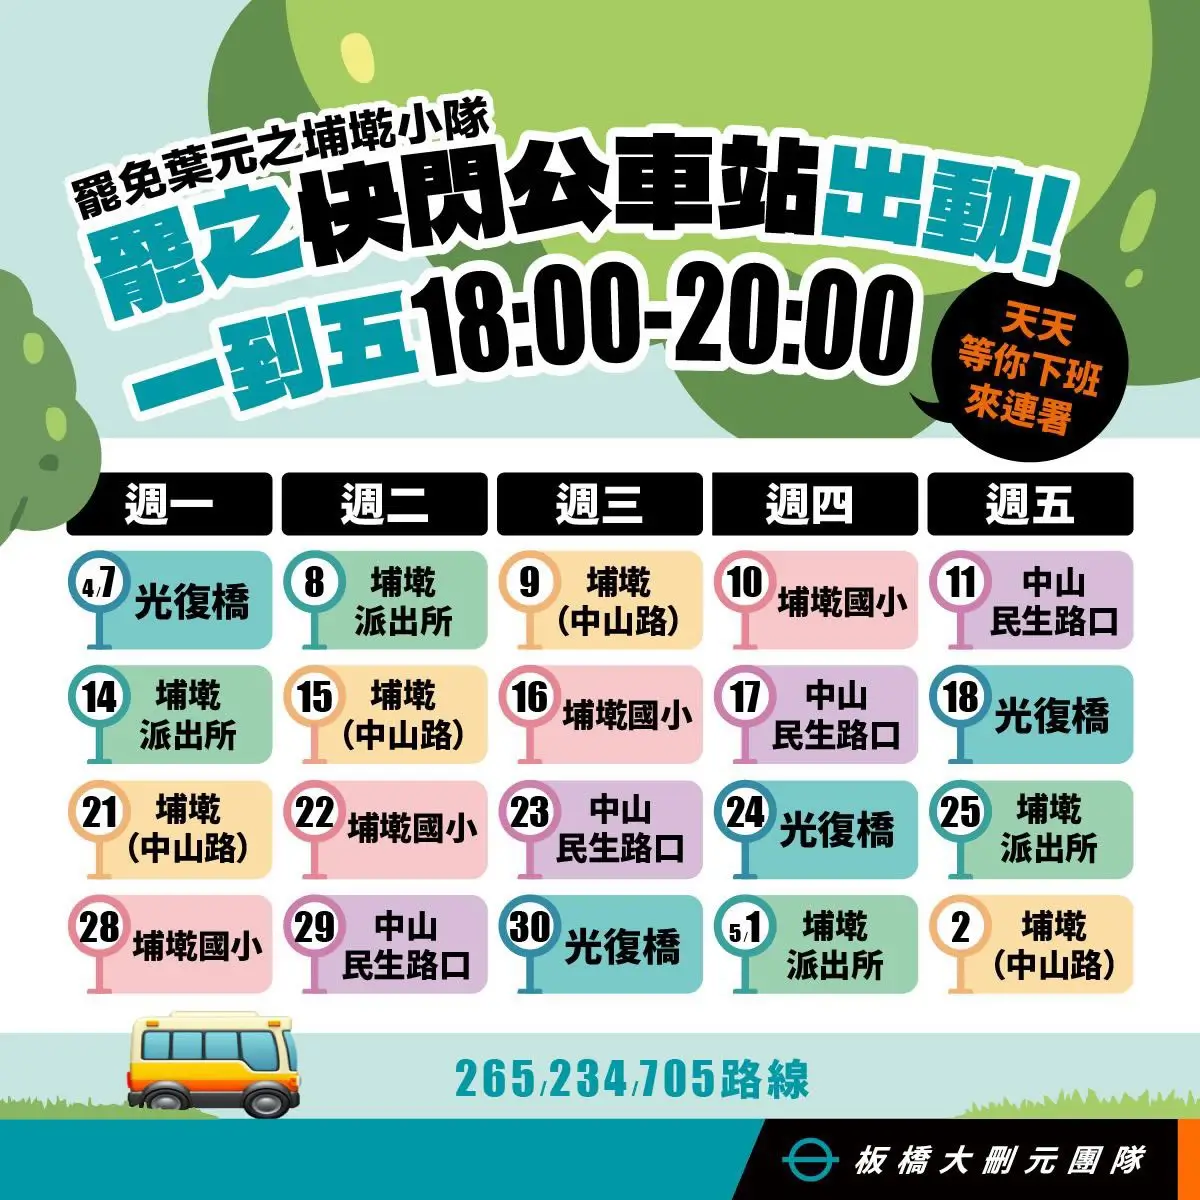 罷免葉元之埔墘小隊
罷之快閃公車站出動!
一到五18:00-20:00
天天
等你下班
來連署
週一
週二
週三
週四
週五
4/7 光復橋
8 埔墘
派出所
9 埔墘
(中山路)
10 埔墘國小
11 中山
民生路口
14 埔墘
派出所
15 埔墘
(中山路)
16 埔墘國小
17 中山
民生路口
18 光復橋
21 埔墘
(中山路)
22 埔墘國小
23 中山
民生路口
24 光復橋
25 埔墘
派出所
28 埔墘國小
29 中山
民生路口
30 光復橋
5/1 埔墘
派出所
2 埔墘
(中山路)
265/234/705路線
板橋大刪元團隊